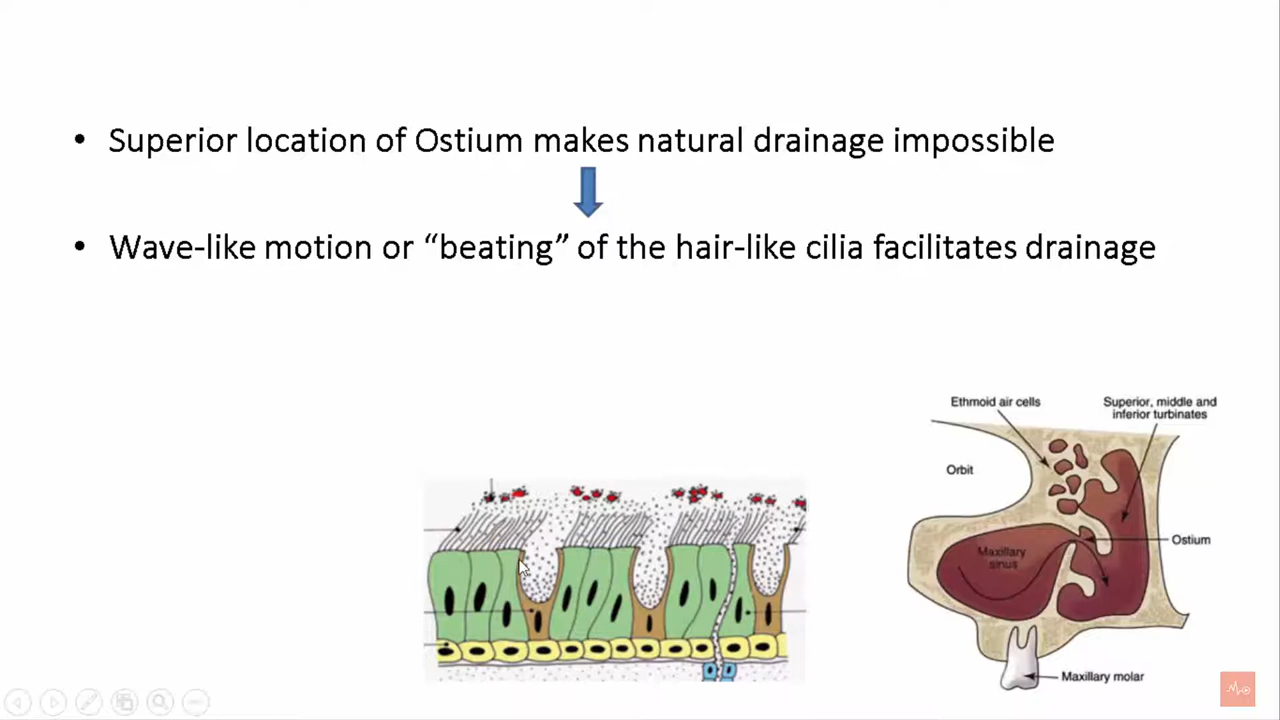 • Superior location of Ostium makes natural drainage impossible
• Wave-like motion or “beating” of the hair-like cilia facilitates drainage
Ethmoid air cells
Superior, middle and
inferior turbinates
Orbit
Ostium
Maxillary
sinus
Maxillary molar